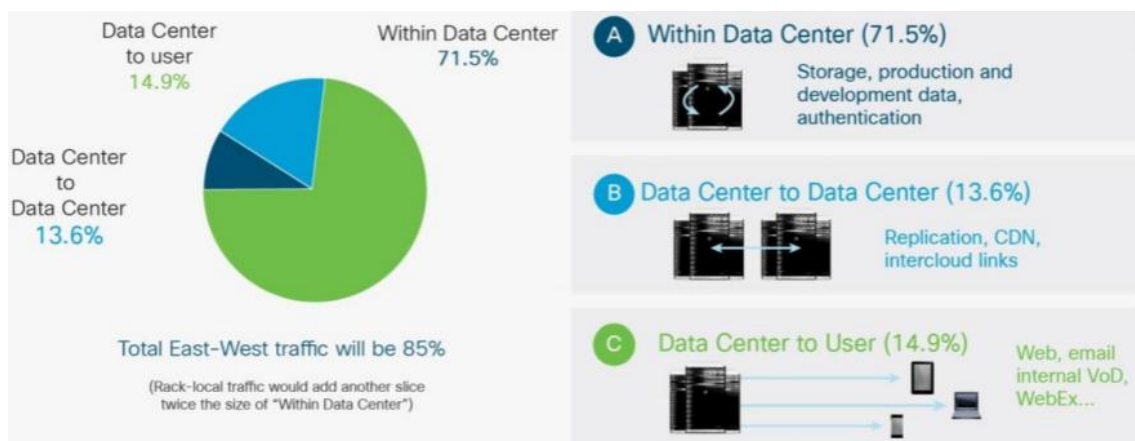 Data Center
to user
14.9%
Within Data Center
71.5%
Data Center
to
Data Center
13.6%
Total East-West traffic will be 85%
(Rack-local traffic would add another slice
twice the size of “Within Data Center”)
A Within Data Center (71.5%)
Storage, production and
development data,
authentication
B Data Center to Data Center (13.6%)
Replication, CDN,
intercloud links
C Data Center to User (14.9%)
Web, email
internal VoD,
WebEx...